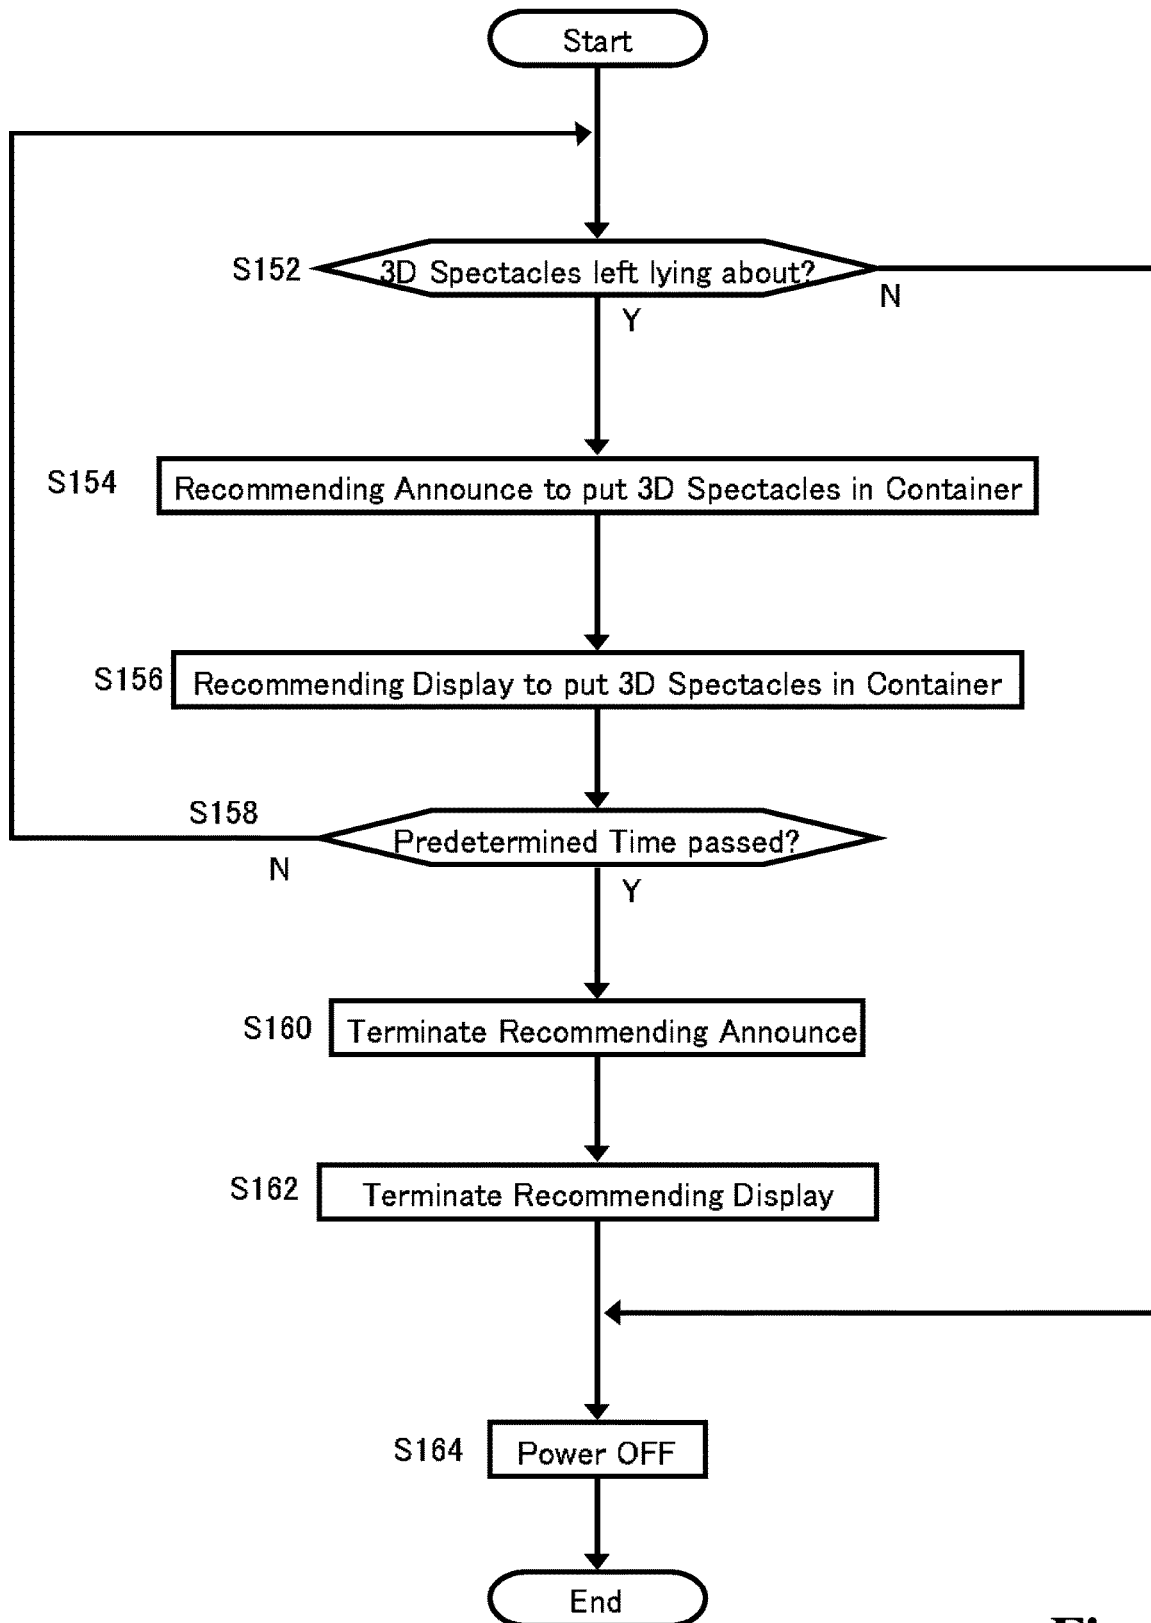 Start
S152
3D Spectacles left lying about?
N
Y
S154
Recommending Announce to put 3D Spectacles in Container
S156
Recommending Display to put 3D Spectacles in Container
S158
Predetermined Time passed?
N
Y
S160
Terminate Recommending Announce
S162
Terminate Recommending Display
S164
Power OFF
End